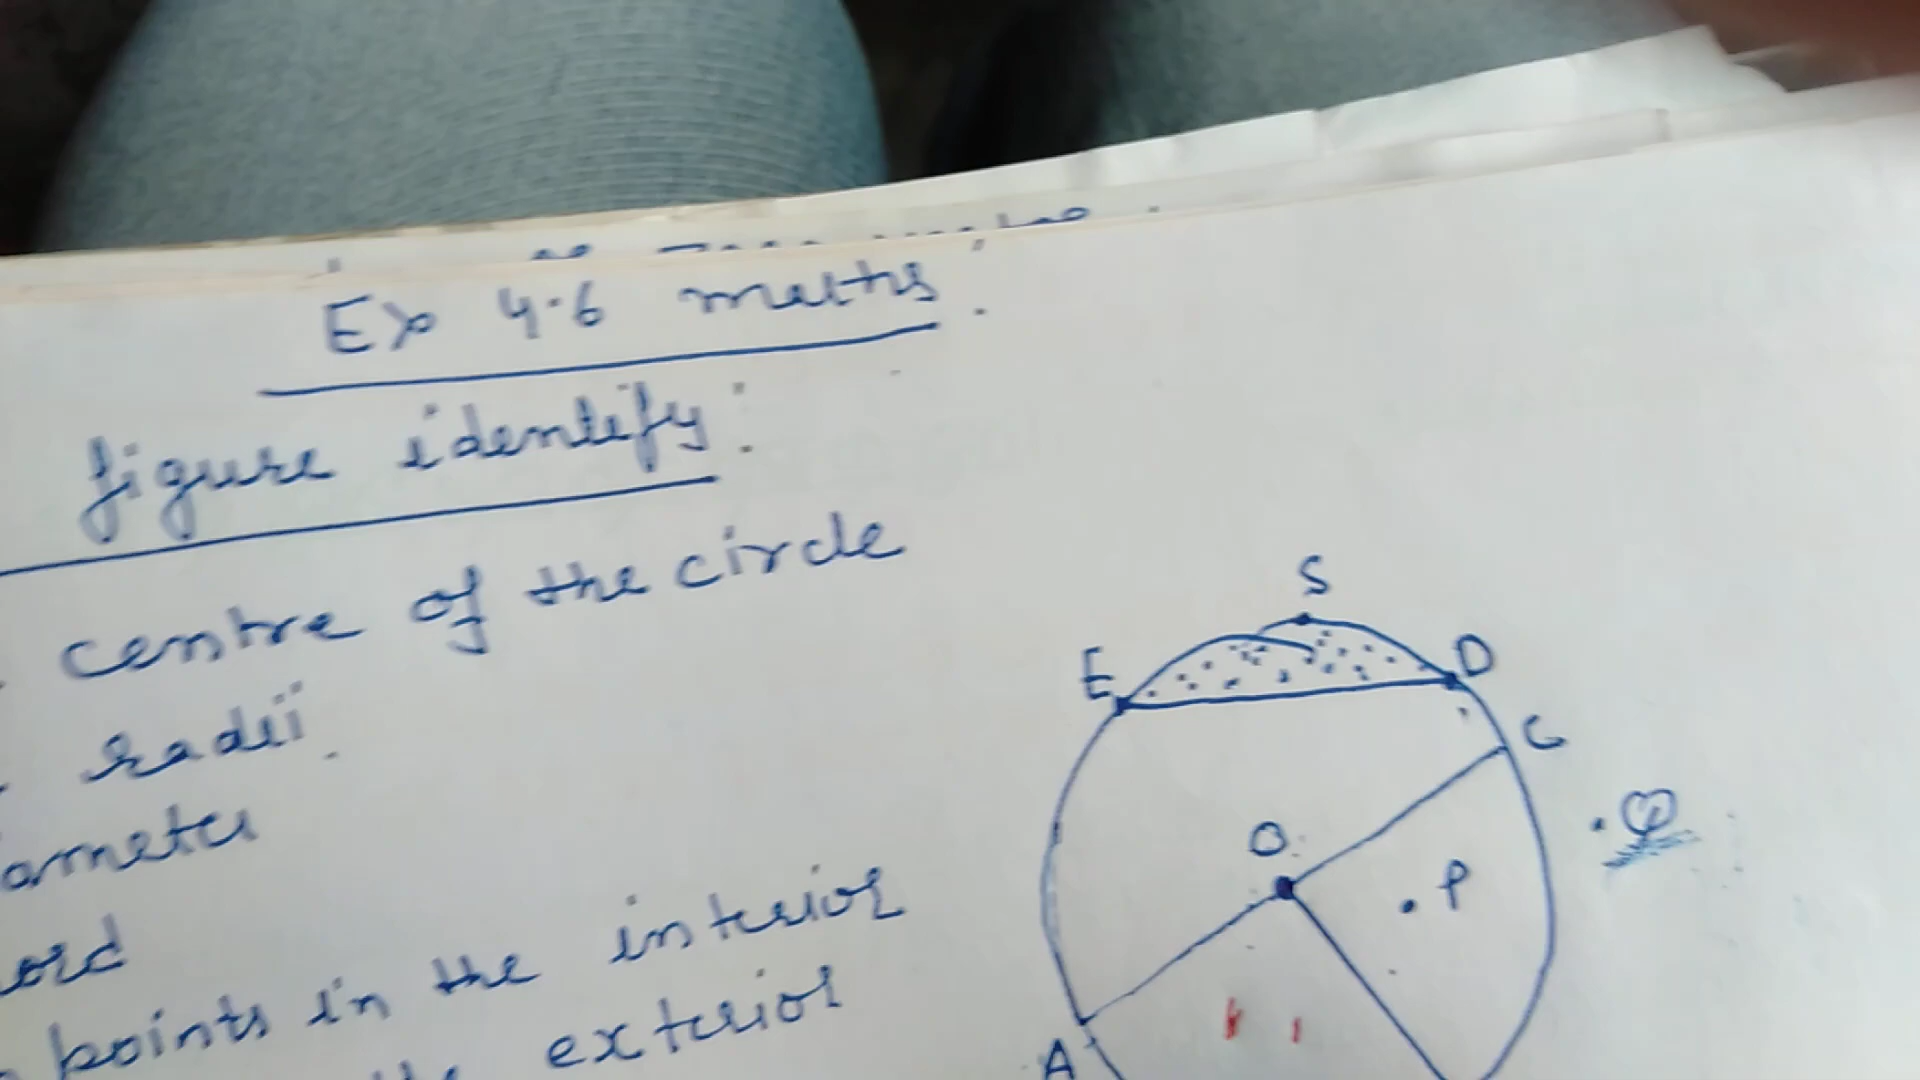 Ex 4.6 maths.
figure identify:
centre of the circle
radii.
ameter
ord
points in the interior
exterior
S
E
D
C
O
P
Q
A